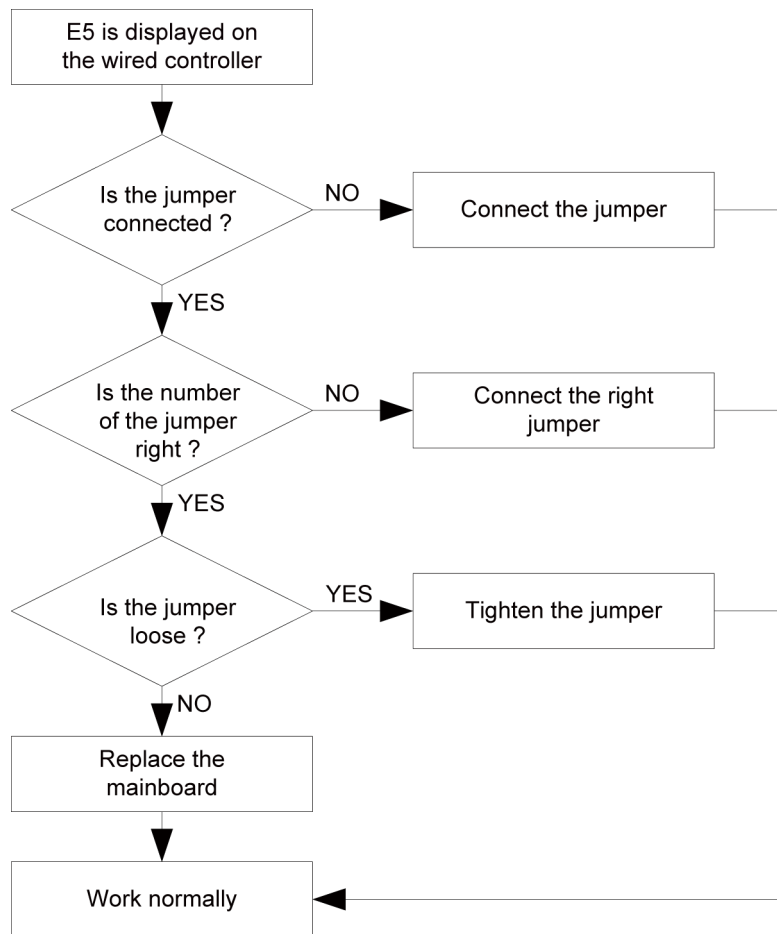 E5 is displayed on
the wired controller
Is the jumper
connected ?
NO
Connect the jumper
YES
Is the number
of the jumper
right ?
NO
Connect the right
jumper
YES
Is the jumper
loose ?
YES
Tighten the jumper
NO
Replace the
mainboard
Work normally